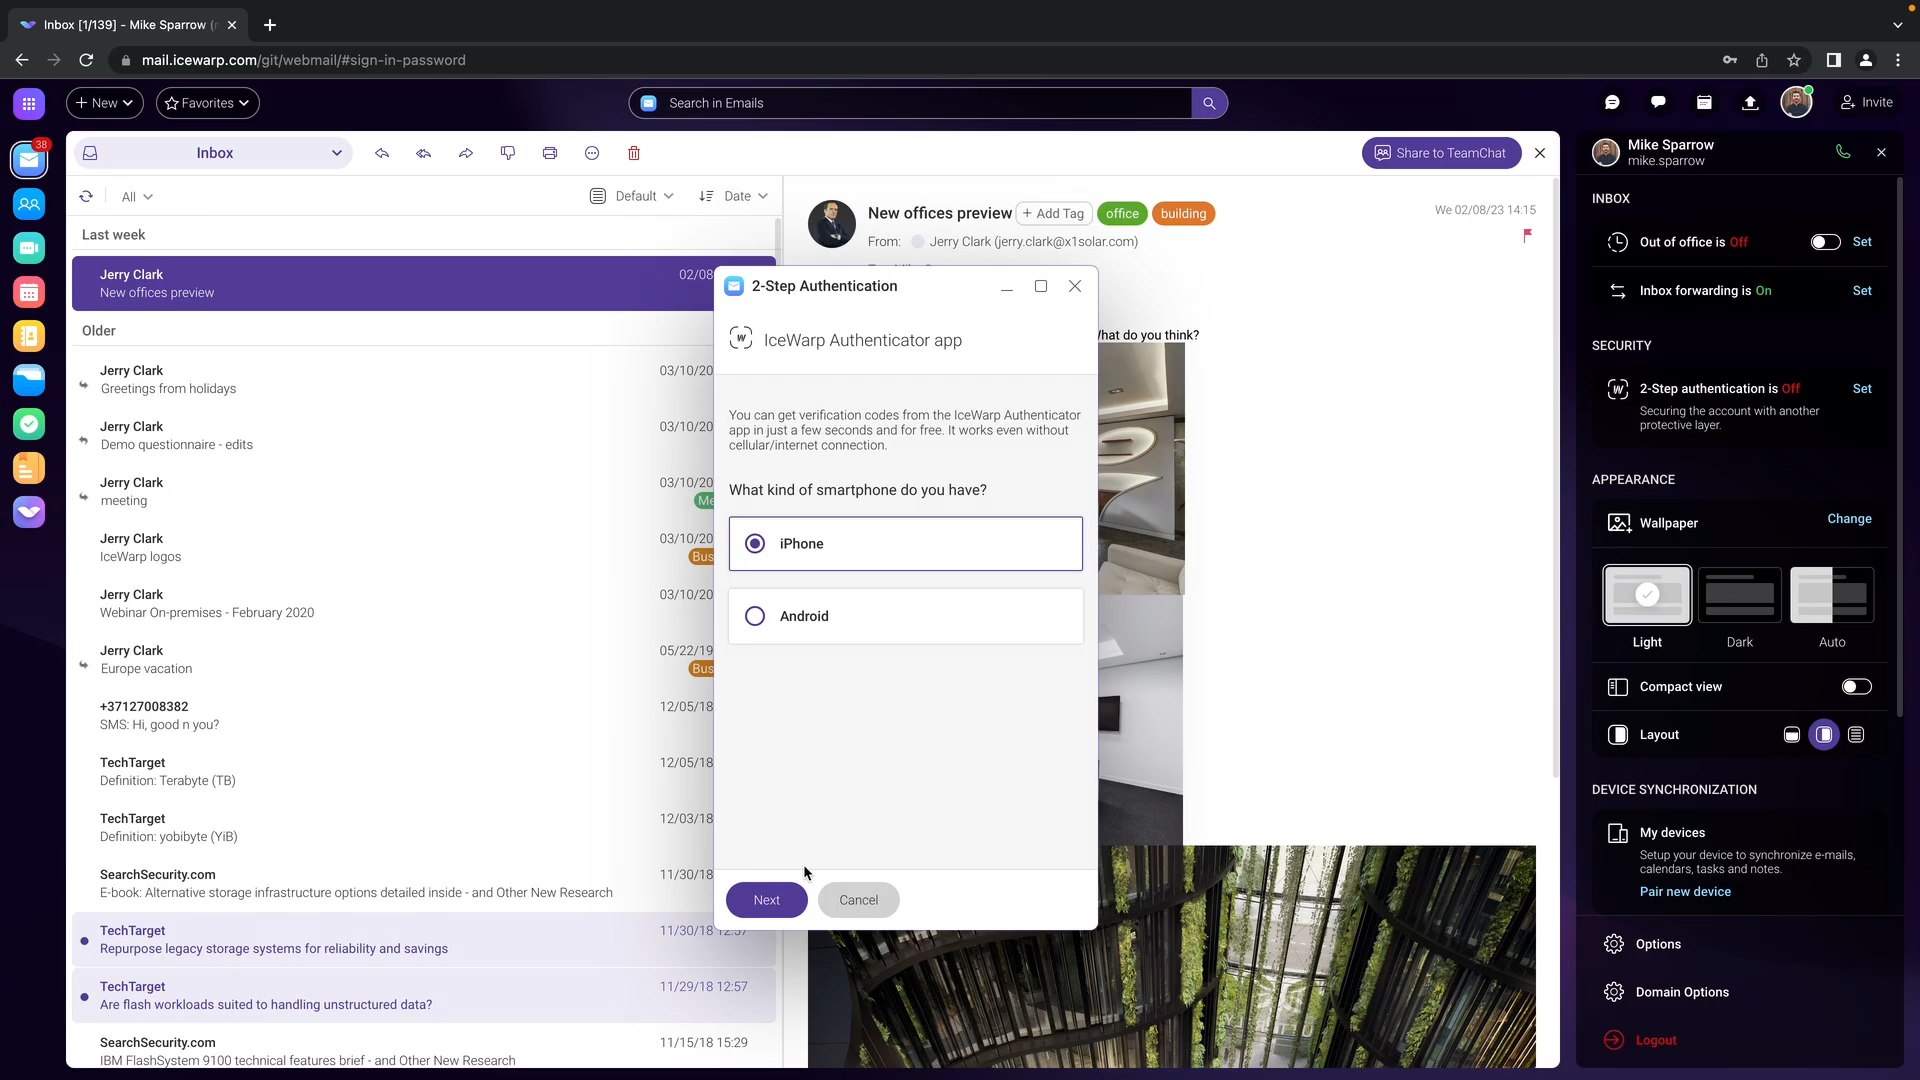 Inbox [1/139] - Mike Sparrow (
mail.icewarp.com/git/webmail/#sign-in-password
New
Favorites
Search in Emails
Invite
38
Inbox
Share to TeamChat
All
Default
Date
Last week
Jerry Clark
02/08
New offices preview
Older
Jerry Clark
03/10/20
Greetings from holidays
Jerry Clark
03/10/20
Demo questionnaire - edits
Jerry Clark
03/10/20
meeting
Me
Jerry Clark
03/10/20
IceWarp logos
Bus
Jerry Clark
03/10/20
Webinar On-premises - February 2020
Jerry Clark
05/22/19
Europe vacation
Bus
+37127008382
12/05/18
SMS: Hi, good n you?
TechTarget
12/05/18
Definition: Terabyte (TB)
TechTarget
12/03/18
Definition: yobibyte (YiB)
SearchSecurity.com
11/30/18
E-book: Alternative storage infrastructure options detailed inside - and Other New Research
TechTarget
11/30/18 12:57
Repurpose legacy storage systems for reliability and savings
TechTarget
11/29/18 12:57
Are flash workloads suited to handling unstructured data?
SearchSecurity.com
11/15/18 15:29
IBM FlashSystem 9100 technical features brief - and Other New Research
New offices preview
+ Add Tag
office
building
We 02/08/23 14:15
From: Jerry Clark (jerry.clark@x1solar.com)
hat do you think?
2-Step Authentication
IceWarp Authenticator app
You can get verification codes from the IceWarp Authenticator
app in just a few seconds and for free. It works even without
cellular/internet connection.
What kind of smartphone do you have?
iPhone
Android
Next
Cancel
Mike Sparrow
mike.sparrow
INBOX
Out of office is Off
Set
Inbox forwarding is On
Set
SECURITY
2-Step authentication is Off
Set
Securing the account with another
protective layer.
APPEARANCE
Wallpaper
Change
Light
Dark
Auto
Compact view
Layout
DEVICE SYNCHRONIZATION
My devices
Setup your device to synchronize e-mails,
calendars, tasks and notes.
Pair new device
Options
Domain Options
Logout